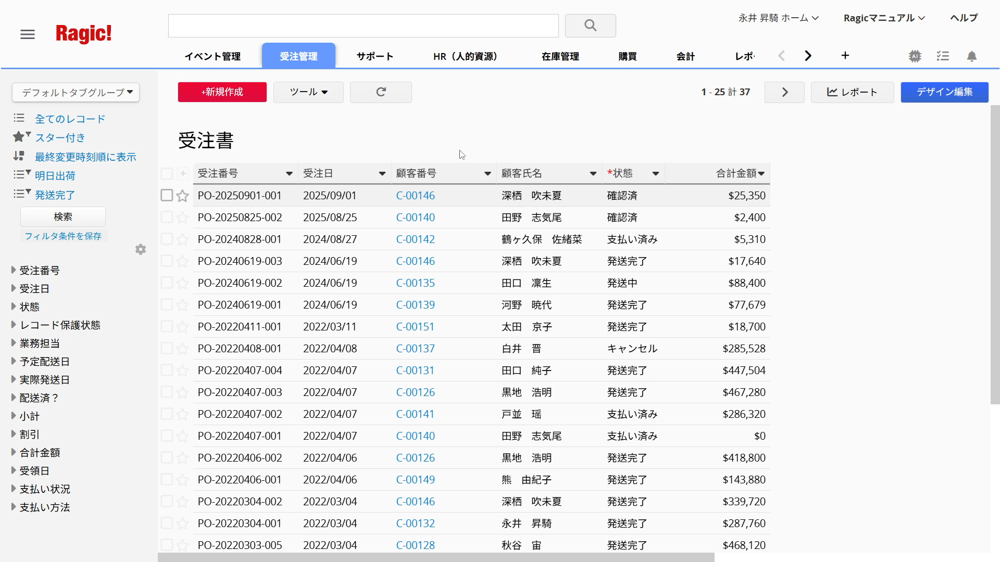 永井 昇騎 ホーム Ragicマニュアル ヘルプ
Ragic!
イベント管理 受注管理 サポート HR（人的資源） 在庫管理 購買 会計 レポ
AI
デフォルトタブグループ
+新規作成 ツール 1 - 25 計 37 レポート デザイン編集
全てのレコード
スター付き
最終変更時刻順に表示
明日出荷
発送完了
検索
フィルタ条件を保存
受注番号
受注日
状態
レコード保護状態
業務担当
予定配送日
実際発送日
配送済？
小計
割引
合計金額
受領日
支払い状況
支払い方法
受注書
受注番号 受注日 顧客番号 顧客氏名 *状態 合計金額
PO-20250901-001 2025/09/01 C-00146 深栖　吹未夏 確認済 $25,350
PO-20250825-002 2025/08/25 C-00140 田野　志気尾 確認済 $2,400
PO-20240828-001 2024/08/27 C-00142 鶴ヶ久保　佐緒菜 支払い済み $5,310
PO-20240619-003 2024/06/19 C-00146 深栖　吹未夏 発送完了 $17,640
PO-20240619-002 2024/06/19 C-00135 田口　凛生 発送中 $88,400
PO-20240619-001 2024/06/19 C-00139 河野　暁代 発送完了 $77,679
PO-20220411-001 2022/03/11 C-00151 太田　京子 発送完了 $18,700
PO-20220408-001 2022/04/08 C-00137 白井　晋 キャンセル $285,528
PO-20220407-004 2022/04/07 C-00131 田口　純子 発送完了 $447,504
PO-20220407-003 2022/04/07 C-00126 黒地　浩明 発送完了 $467,280
PO-20220407-002 2022/04/07 C-00141 戸並　瑶 支払い済み $286,320
PO-20220407-001 2022/04/07 C-00140 田野　志気尾 支払い済み $0
PO-20220406-002 2022/04/06 C-00126 黒地　浩明 発送完了 $418,800
PO-20220406-001 2022/04/06 C-00149 熊　由紀子 発送完了 $143,880
PO-20220304-002 2022/03/04 C-00146 深栖　吹未夏 発送完了 $339,720
PO-20220304-001 2022/03/04 C-00132 永井　昇騎 発送完了 $287,760
PO-20220303-005 2022/03/04 C-00128 秋谷　宙 発送完了 $468,120